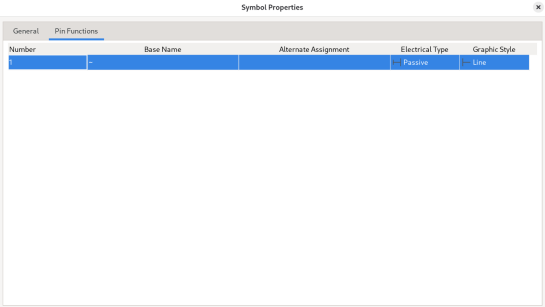 Symbol Properties
General Pin Functions
Number Base Name Alternate Assignment Electrical Type Graphic Style
1 ~ Passive Line